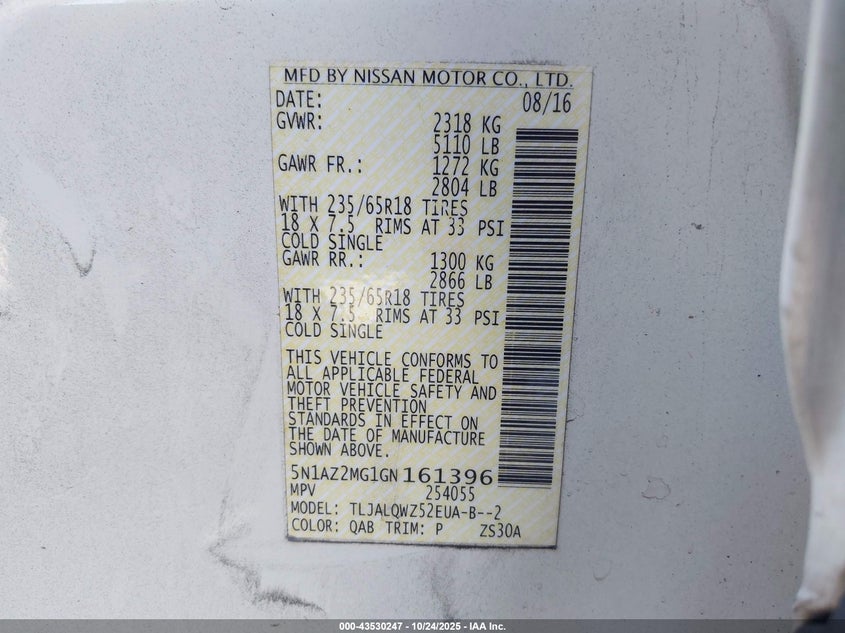 MFD BY NISSAN MOTOR CO., LTD.
DATE: 08/16
GVWR: 2318 KG
5110 LB
GAWR FR.: 1272 KG
2804 LB
WITH 235/65R18 TIRES
18 X 7.5 RIMS AT 33 PSI
COLD SINGLE
GAWR RR.: 1300 KG
2866 LB
WITH 235/65R18 TIRES
18 X 7.5 RIMS AT 33 PSI
COLD SINGLE
THIS VEHICLE CONFORMS TO
ALL APPLICABLE FEDERAL
MOTOR VEHICLE SAFETY AND
THEFT PREVENTION
STANDARDS IN EFFECT ON
THE DATE OF MANUFACTURE
SHOWN ABOVE.
5N1AZ2MG1GN161396
MPV 254055
MODEL: TLJALQWZ52EUA-B--2
COLOR: QAB TRIM: P ZS30A
000-43530247 - 10/24/2025 - IAA Inc.